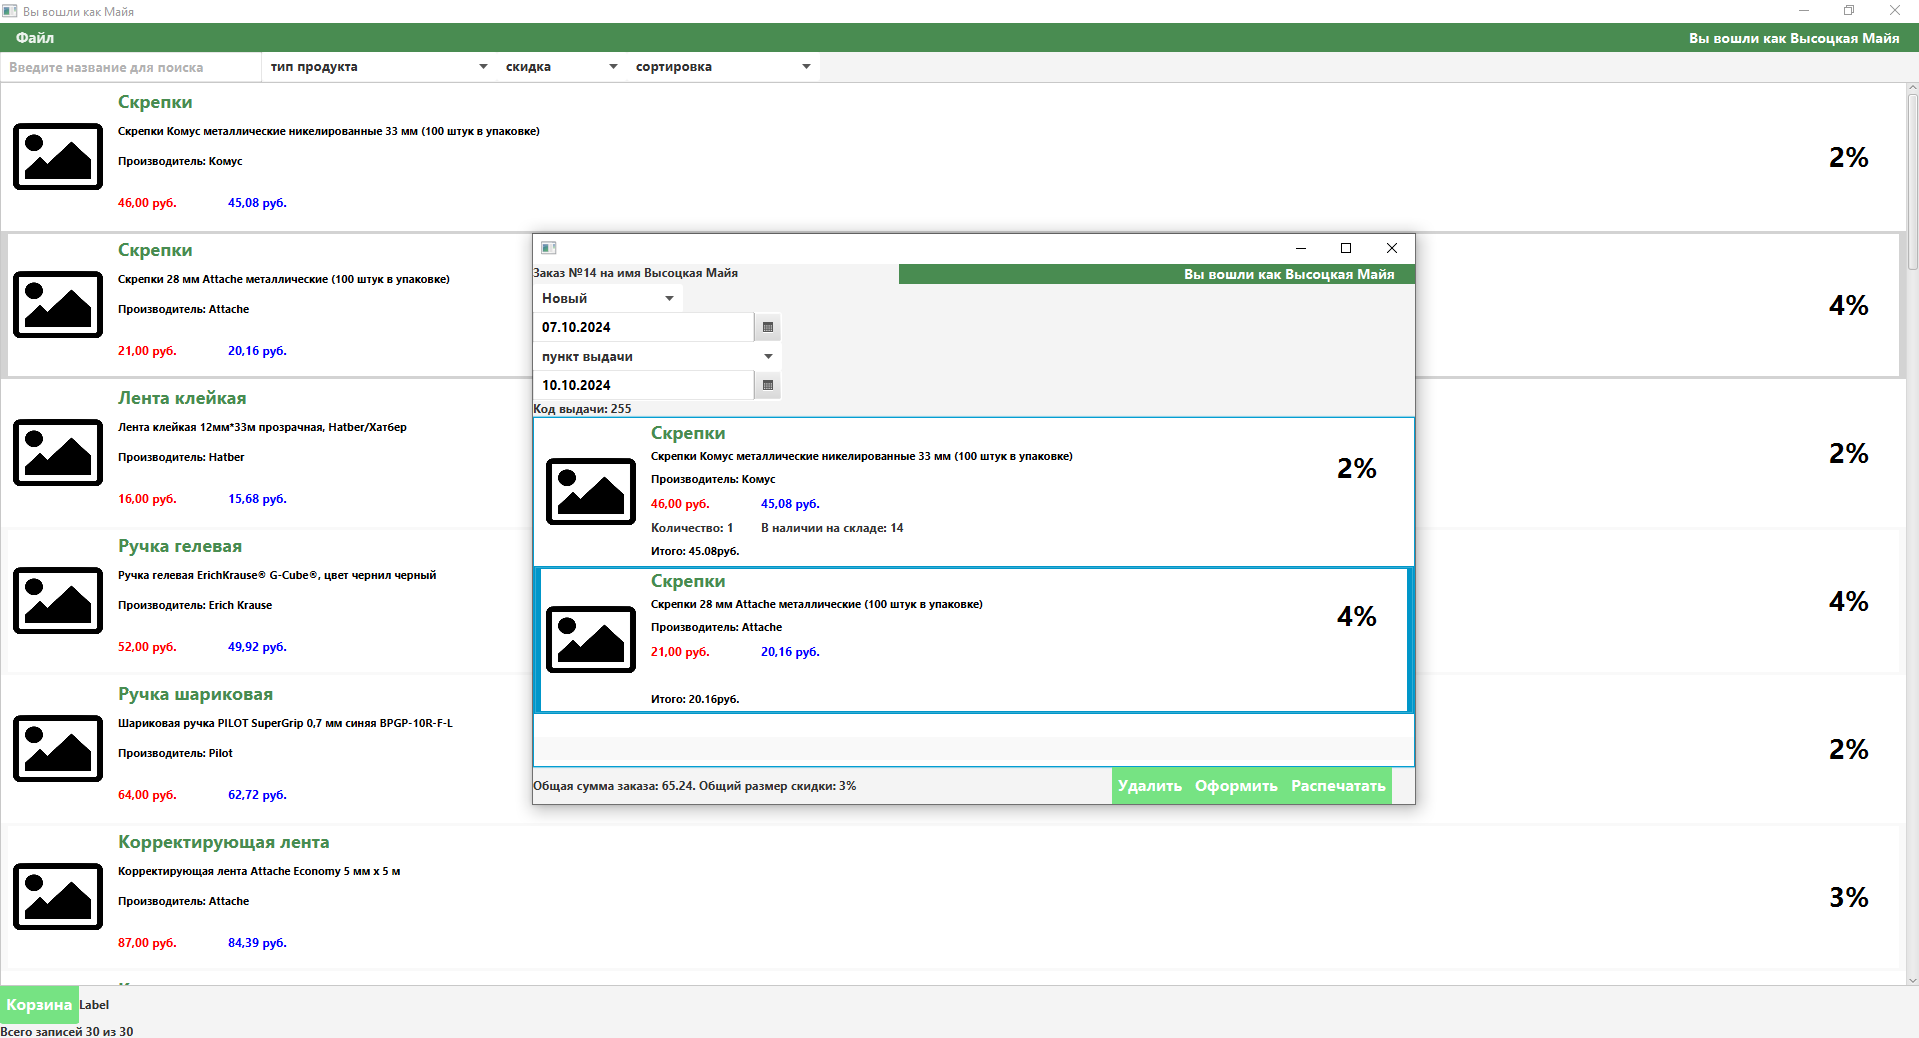 Вы вошли как Майя
Файл
Вы вошли как Высоцкая Майя
Введите название для поиска
тип продукта
скидка
сортировка
Скрепки
Скрепки Комус металлические никелированные 33 мм (100 штук в упаковке)
Производитель: Комус
46,00 руб. 45,08 руб.
2%
Скрепки
Скрепки 28 мм Attache металлические (100 штук в упаковке)
Производитель: Attache
21,00 руб. 20,16 руб.
4%
Лента клейкая
Лента клейкая 12мм*33м прозрачная, Hatber/Хатбер
Производитель: Hatber
16,00 руб. 15,68 руб.
2%
Ручка гелевая
Ручка гелевая ErichKrause® G-Cube®, цвет чернил черный
Производитель: Erich Krause
52,00 руб. 49,92 руб.
4%
Ручка шариковая
Шариковая ручка PILOT SuperGrip 0,7 мм синяя BPGP-10R-F-L
Производитель: Pilot
64,00 руб. 62,72 руб.
2%
Корректирующая лента
Корректирующая лента Attache Economy 5 мм x 5 м
Производитель: Attache
87,00 руб. 84,39 руб.
3%
Корзина Label
Всего записей 30 из 30
Заказ №14 на имя Высоцкая Майя
Вы вошли как Высоцкая Майя
Новый
07.10.2024
пункт выдачи
10.10.2024
Код выдачи: 255
Скрепки
Скрепки Комус металлические никелированные 33 мм (100 штук в упаковке)
Производитель: Комус
46,00 руб. 45,08 руб.
Количество: 1 В наличии на складе: 14
Итого: 45.08руб.
2%
Скрепки
Скрепки 28 мм Attache металлические (100 штук в упаковке)
Производитель: Attache
21,00 руб. 20,16 руб.
Итого: 20.16руб.
4%
Общая сумма заказа: 65.24. Общий размер скидки: 3%
Удалить Оформить Распечатать